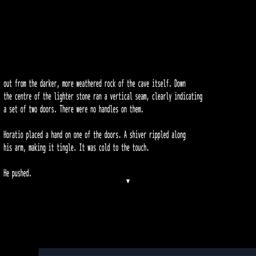 out from the darker, more weathered rock of the cave itself. Down
the centre of the lighter stone ran a vertical seam, clearly indicating
a set of two doors. There were no handles on them.
Horatio placed a hand on one of the doors. A shiver rippled along
his arm, making it tingle. It was cold to the touch.
He pushed.